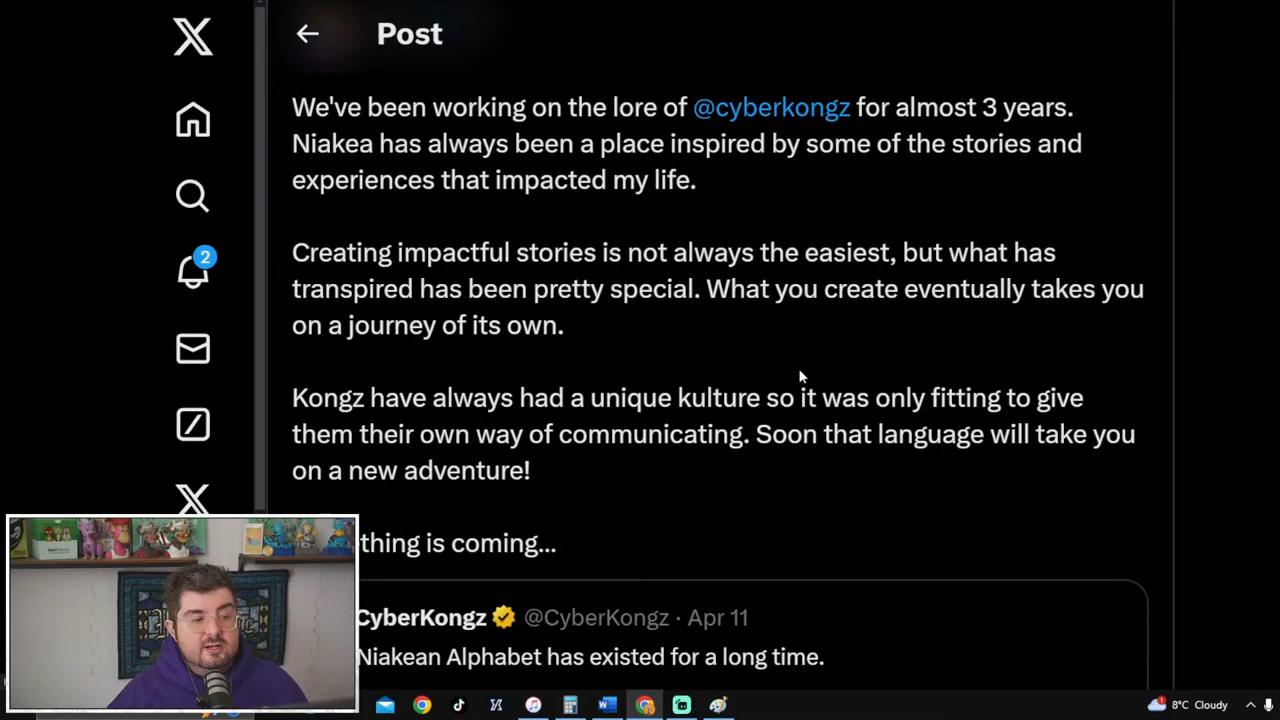 Post
We've been working on the lore of @cyberkongz for almost 3 years.
Niakea has always been a place inspired by some of the stories and
experiences that impacted my life.
Creating impactful stories is not always the easiest, but what has
transpired has been pretty special. What you create eventually takes you
on a journey of its own.
Kongz have always had a unique kulture so it was only fitting to give
them their own way of communicating. Soon that language will take you
on a new adventure!
thing is coming...
CyberKongz @CyberKongz · Apr 11
Niakean Alphabet has existed for a long time.
2
8°C Cloudy